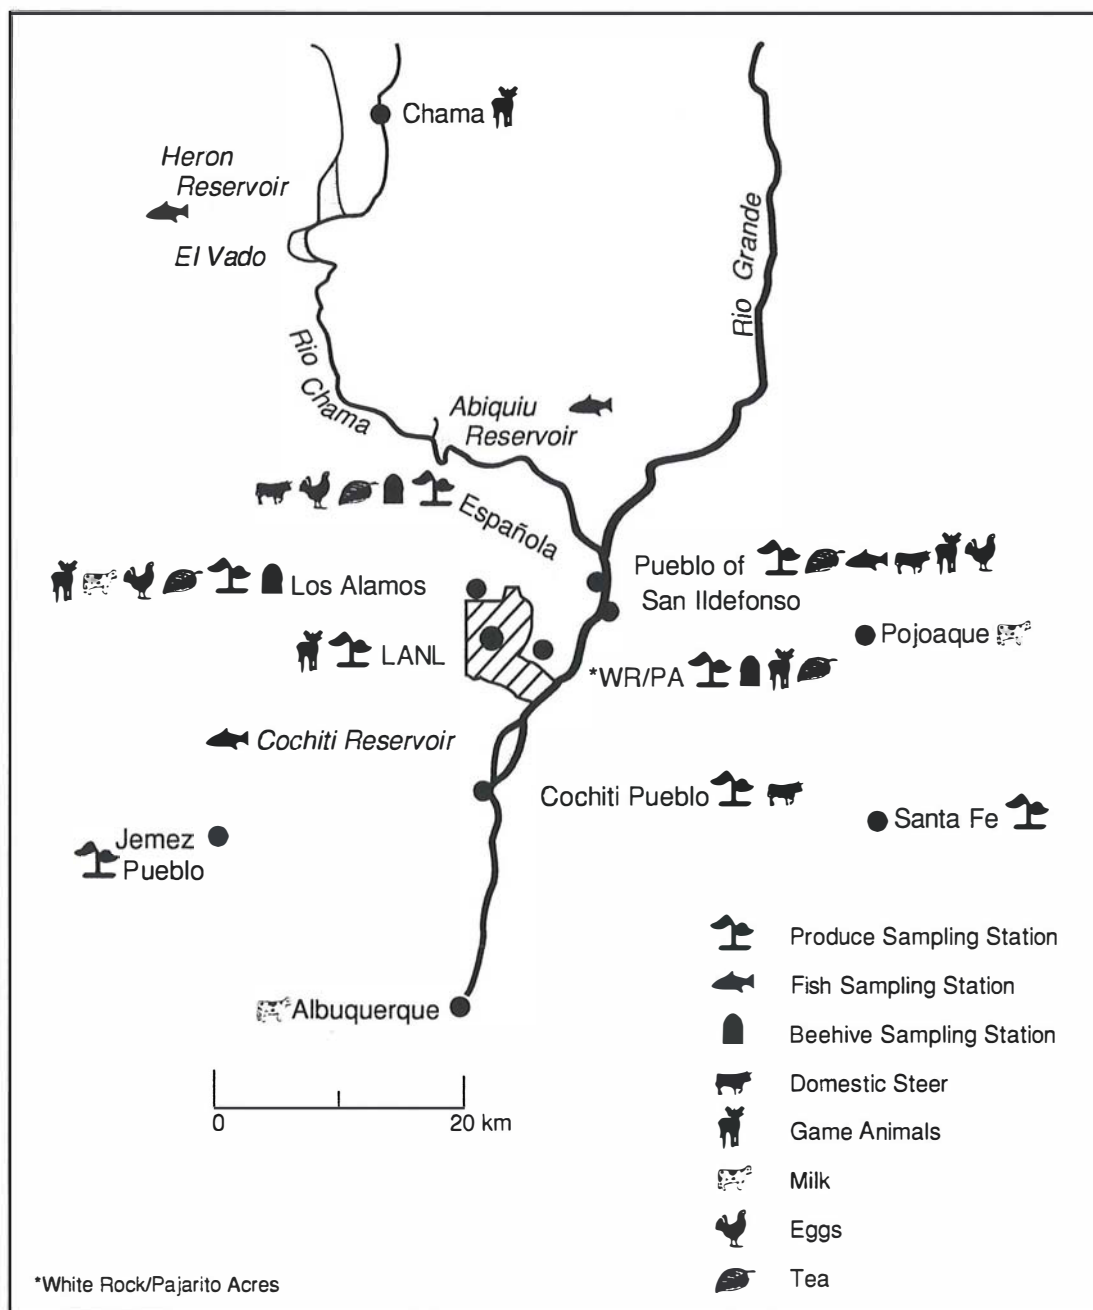 Chama
Heron
Reservoir
El Vado
Rio Grande
Rio Chama
Abiquiu
Reservoir
Española
Pueblo of
San Ildefonso
Los Alamos
Pojoaque
LANL
*WR/PA
Cochiti Reservoir
Cochiti Pueblo
Santa Fe
Jemez
Pueblo
Albuquerque
0 20 km
Produce Sampling Station
Fish Sampling Station
Beehive Sampling Station
Domestic Steer
Game Animals
Milk
Eggs
Tea
*White Rock/Pajarito Acres